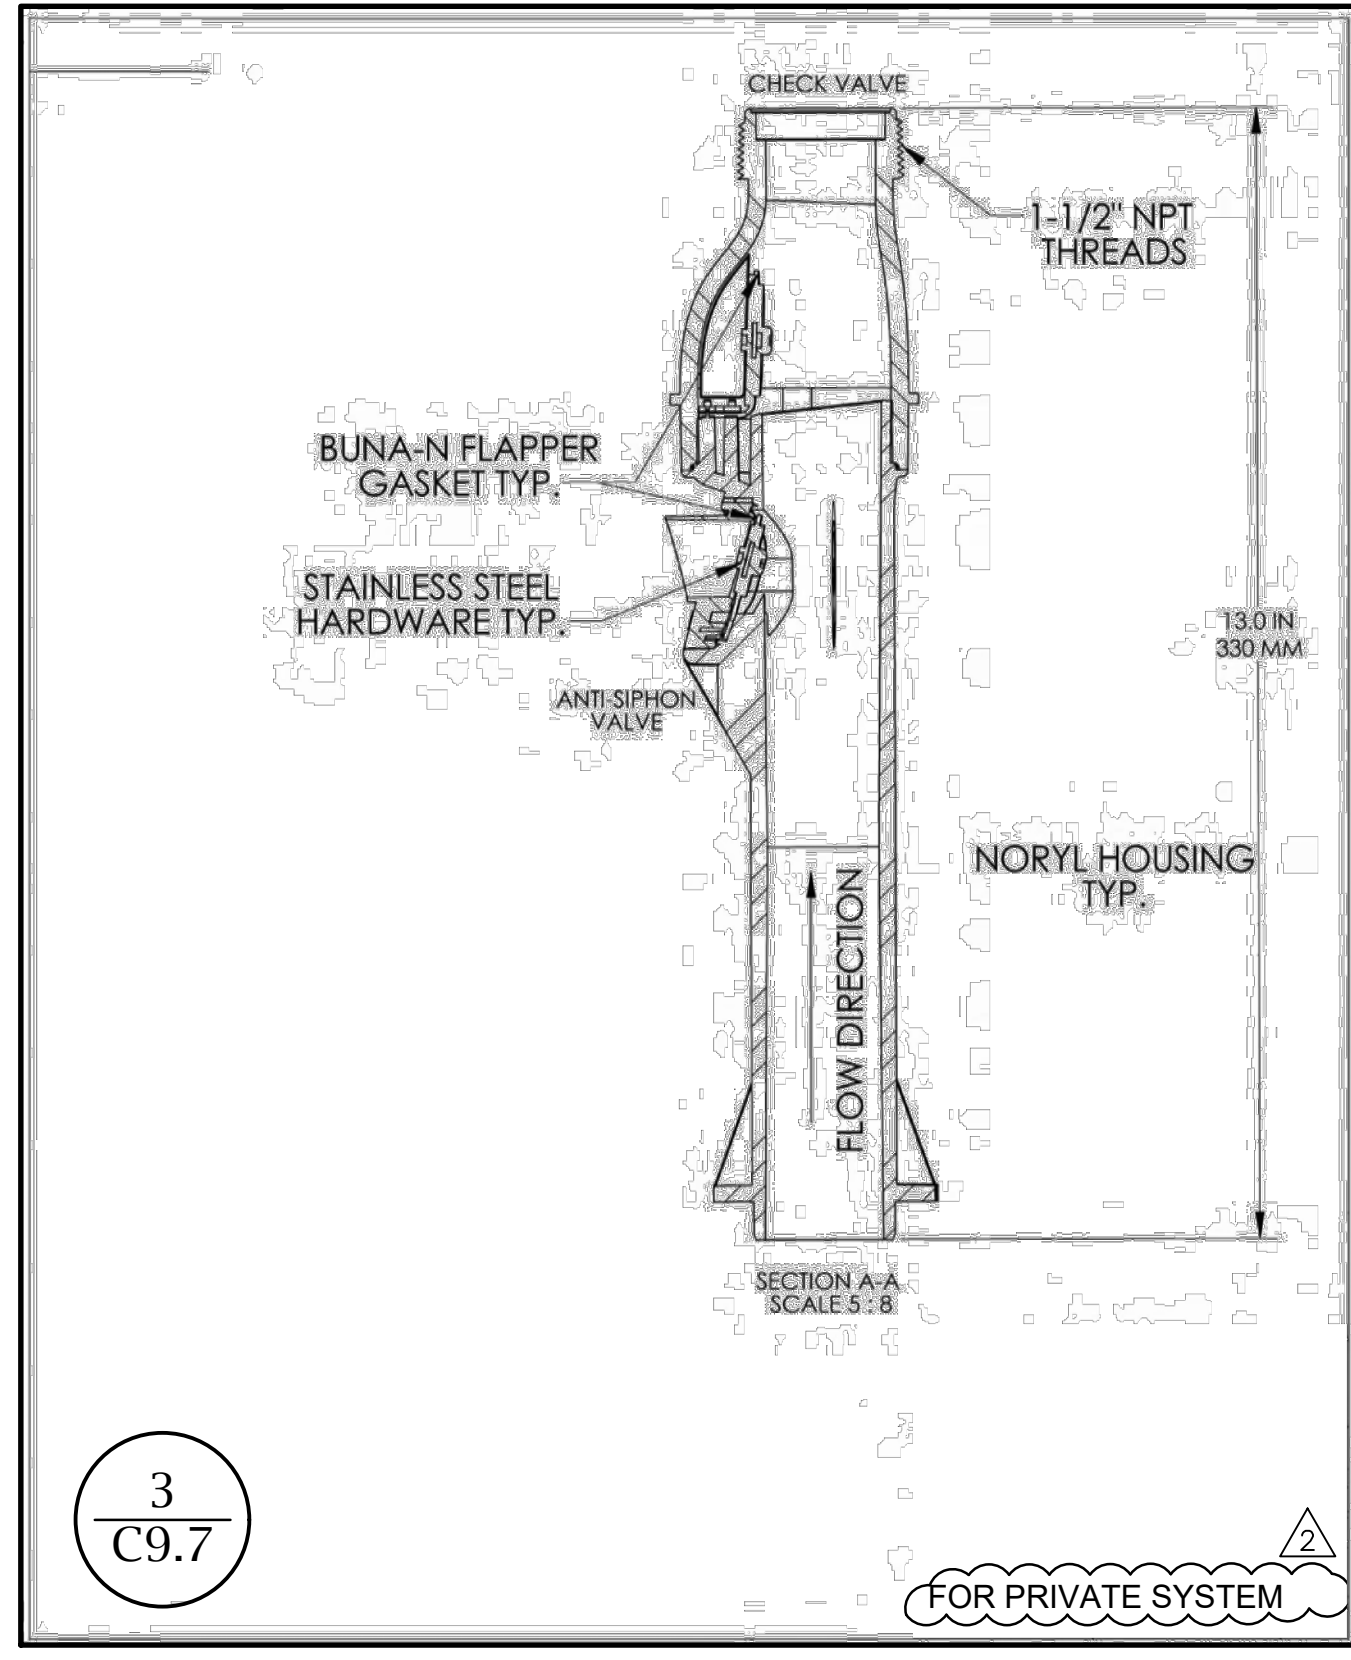 CHECK VALVE
1-1/2" NPT
THREADS
BUNA-N FLAPPER
GASKET TYP.
STAINLESS STEEL
HARDWARE TYP.
13.0 IN
330 MM
ANTI-SIPHON
VALVE
NORYL HOUSING
TYP.
FLOW DIRECTION
SECTION A-A
SCALE 5 : 8
3
C9.7
2
FOR PRIVATE SYSTEM